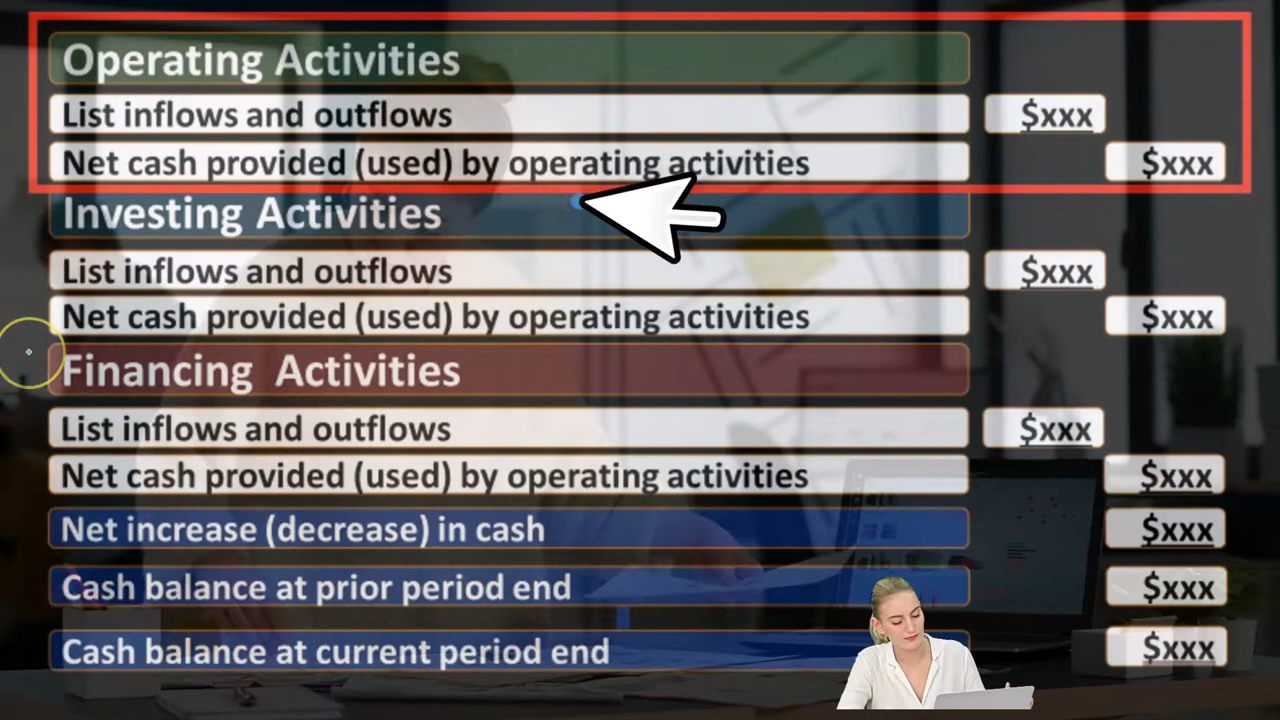 Operating Activities
List inflows and outflows $xxx
Net cash provided (used) by operating activities $xxx
Investing Activities
List inflows and outflows $xxx
Net cash provided (used) by operating activities $xxx
Financing Activities
List inflows and outflows $xxx
Net cash provided (used) by operating activities $xxx
Net increase (decrease) in cash $xxx
Cash balance at prior period end $xxx
Cash balance at current period end $xxx